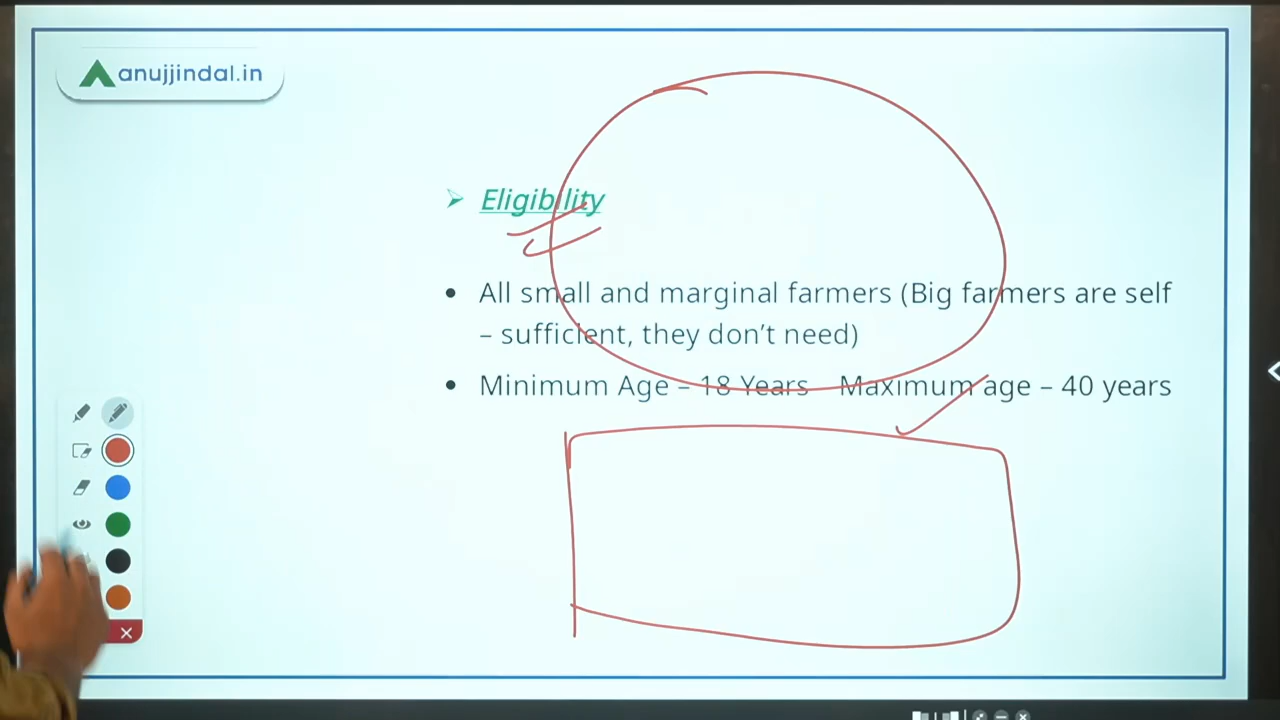 anujjindal.in
Eligibility
All small and marginal farmers (Big farmers are self
– sufficient, they don’t need)
Minimum Age – 18 Years Maximum age – 40 years